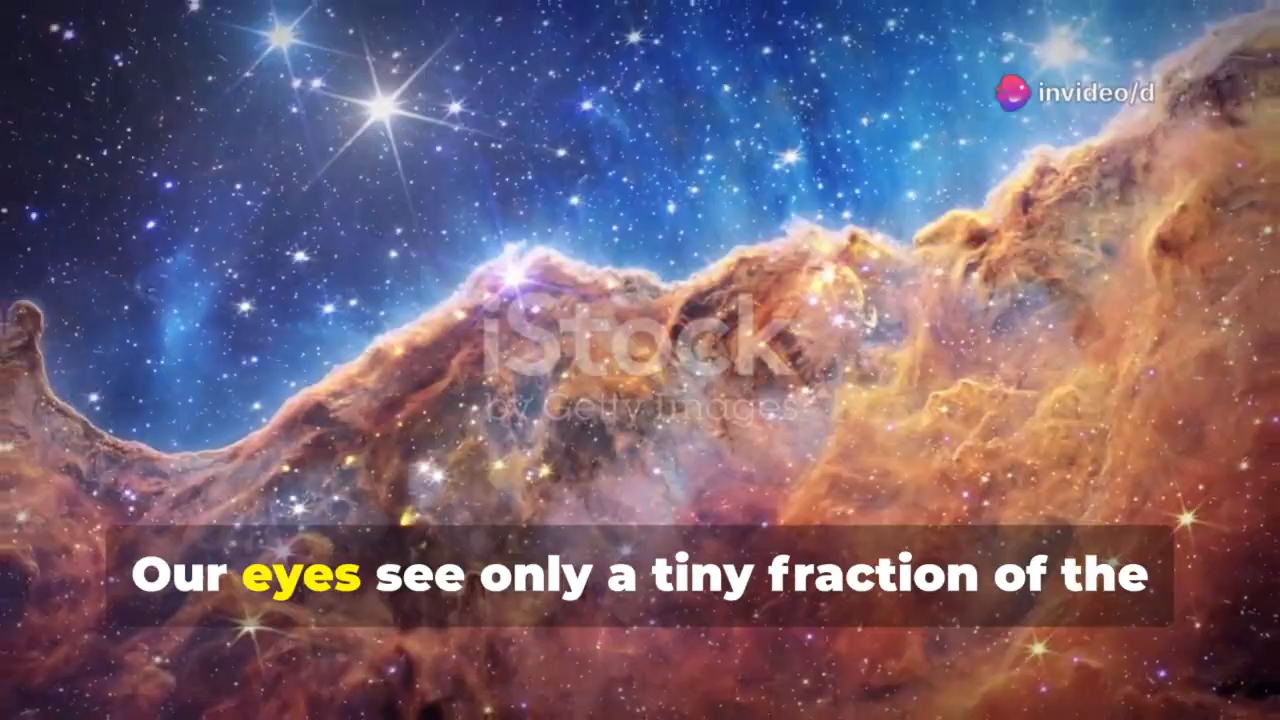 invideo/d
iStock
by Getty Images
Our eyes see only a tiny fraction of the